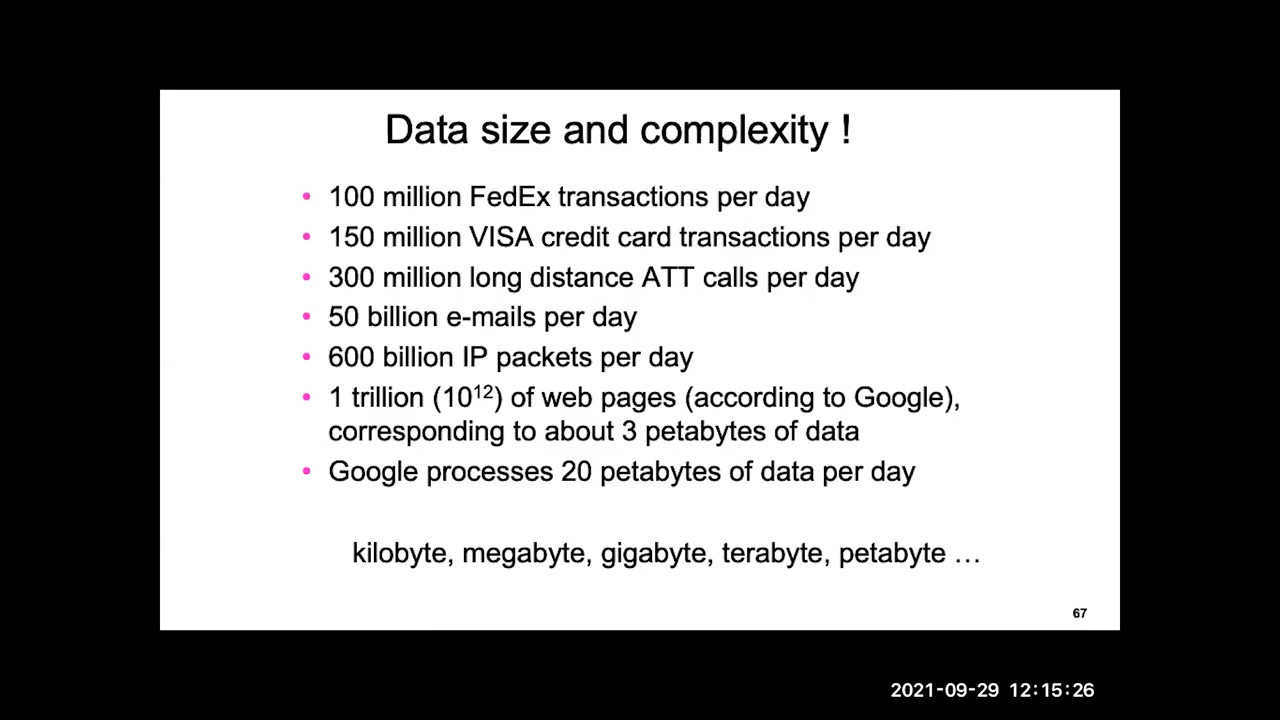 Data size and complexity !
• 100 million FedEx transactions per day
• 150 million VISA credit card transactions per day
• 300 million long distance ATT calls per day
• 50 billion e-mails per day
• 600 billion IP packets per day
• 1 trillion (10¹²) of web pages (according to Google),
corresponding to about 3 petabytes of data
• Google processes 20 petabytes of data per day
kilobyte, megabyte, gigabyte, terabyte, petabyte …
67
2021-09-29 12:15:26